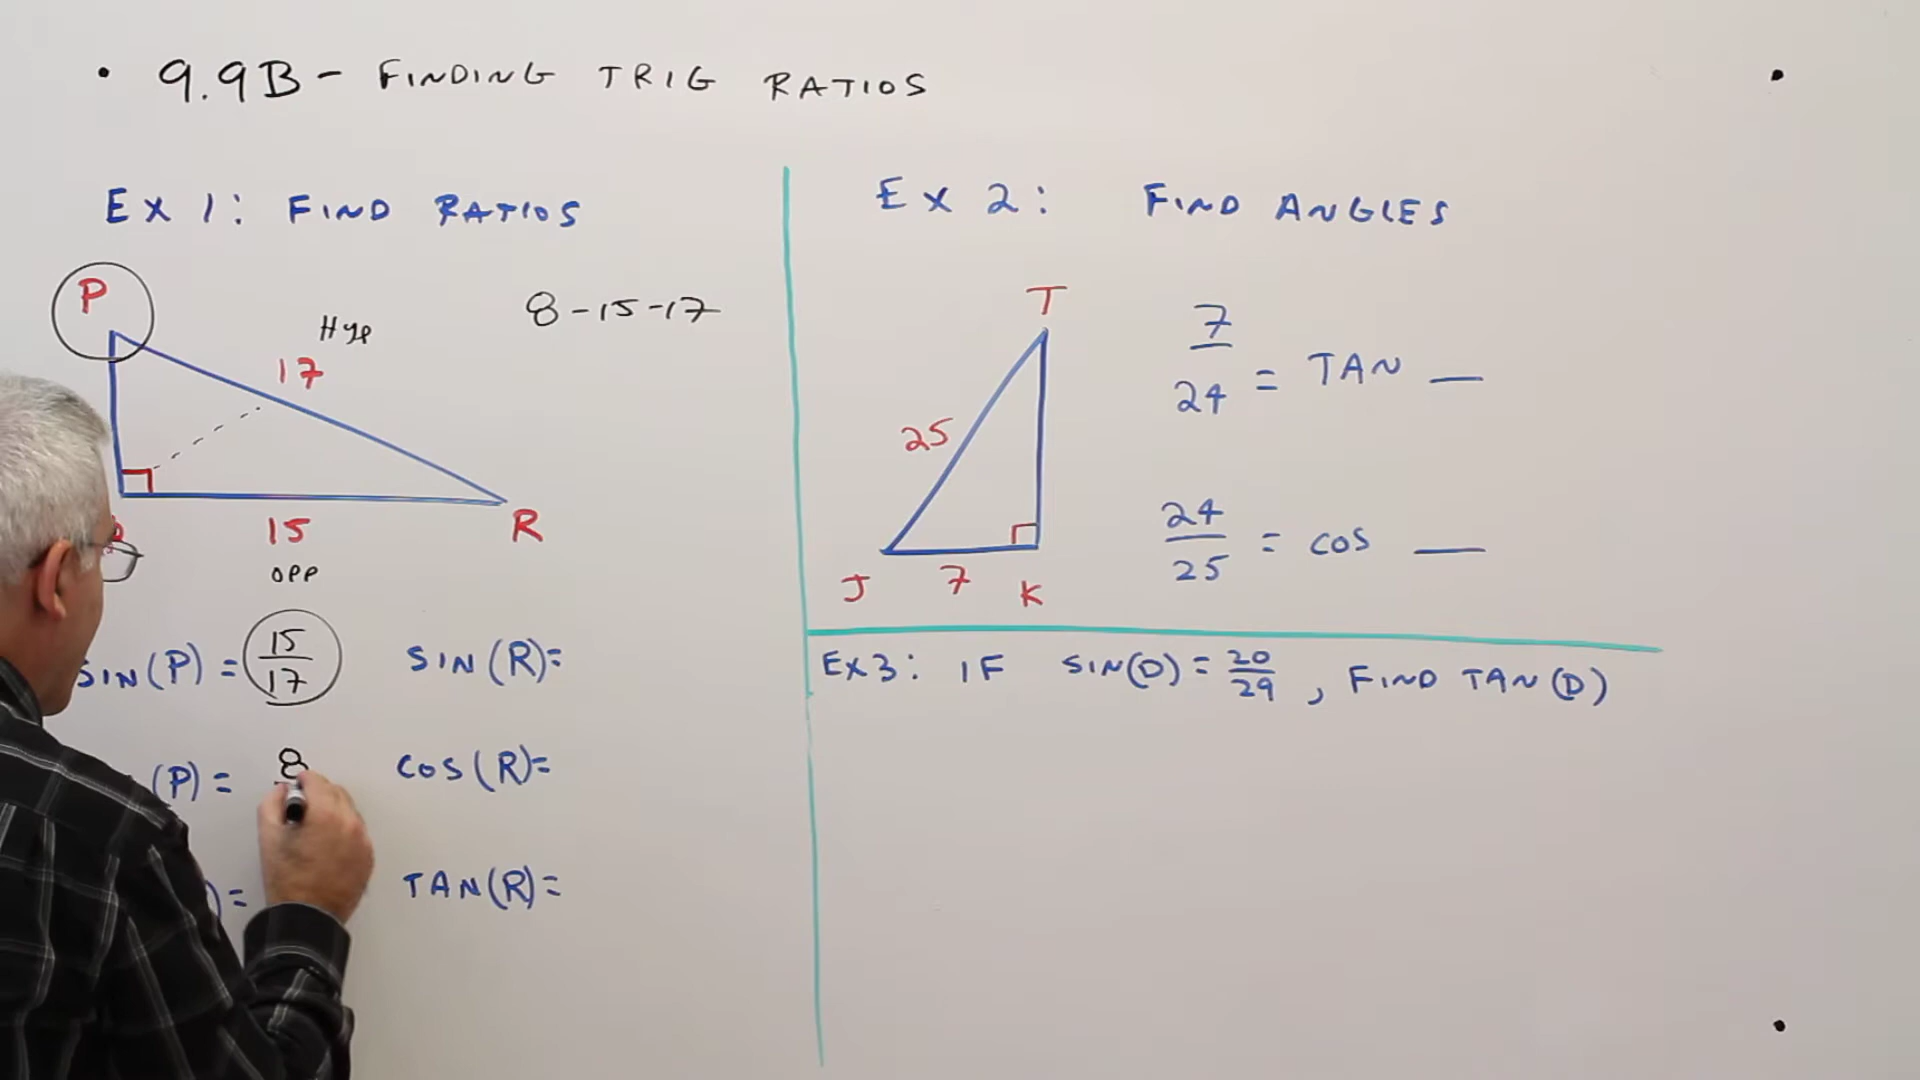 9.9B - FINDING TRIG RATIOS
EX 1: FIND RATIOS
P
Hyp
17
8-15-17
15
R
OPP
SIN(P) = 15/17
SIN(R)=
(P) = 8
COS(R)=
) =
TAN(R)=
EX 2: FIND ANGLES
T
25
J
7
K
7/24 = TAN __
24/25 = COS __
EX3: IF SIN(D) = 20/29, FIND TAN(D)